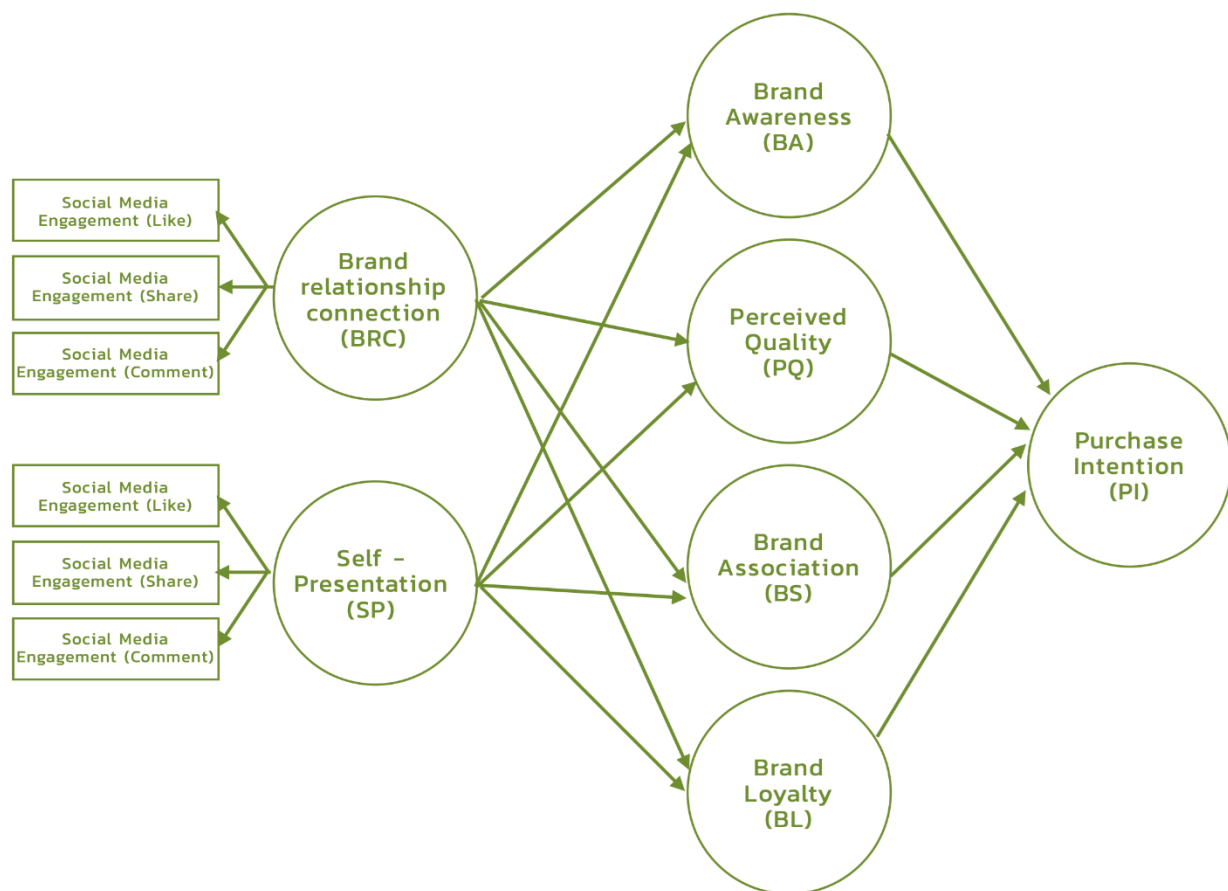 Brand
Awareness
(BA)
Social Media
Engagement (Like)
Social Media
Engagement (Share)
Social Media
Engagement (Comment)
Brand
relationship
connection
(BRC)
Perceived
Quality
(PQ)
Purchase
Intention
(PI)
Social Media
Engagement (Like)
Social Media
Engagement (Share)
Social Media
Engagement (Comment)
Self -
Presentation
(SP)
Brand
Association
(BS)
Brand
Loyalty
(BL)